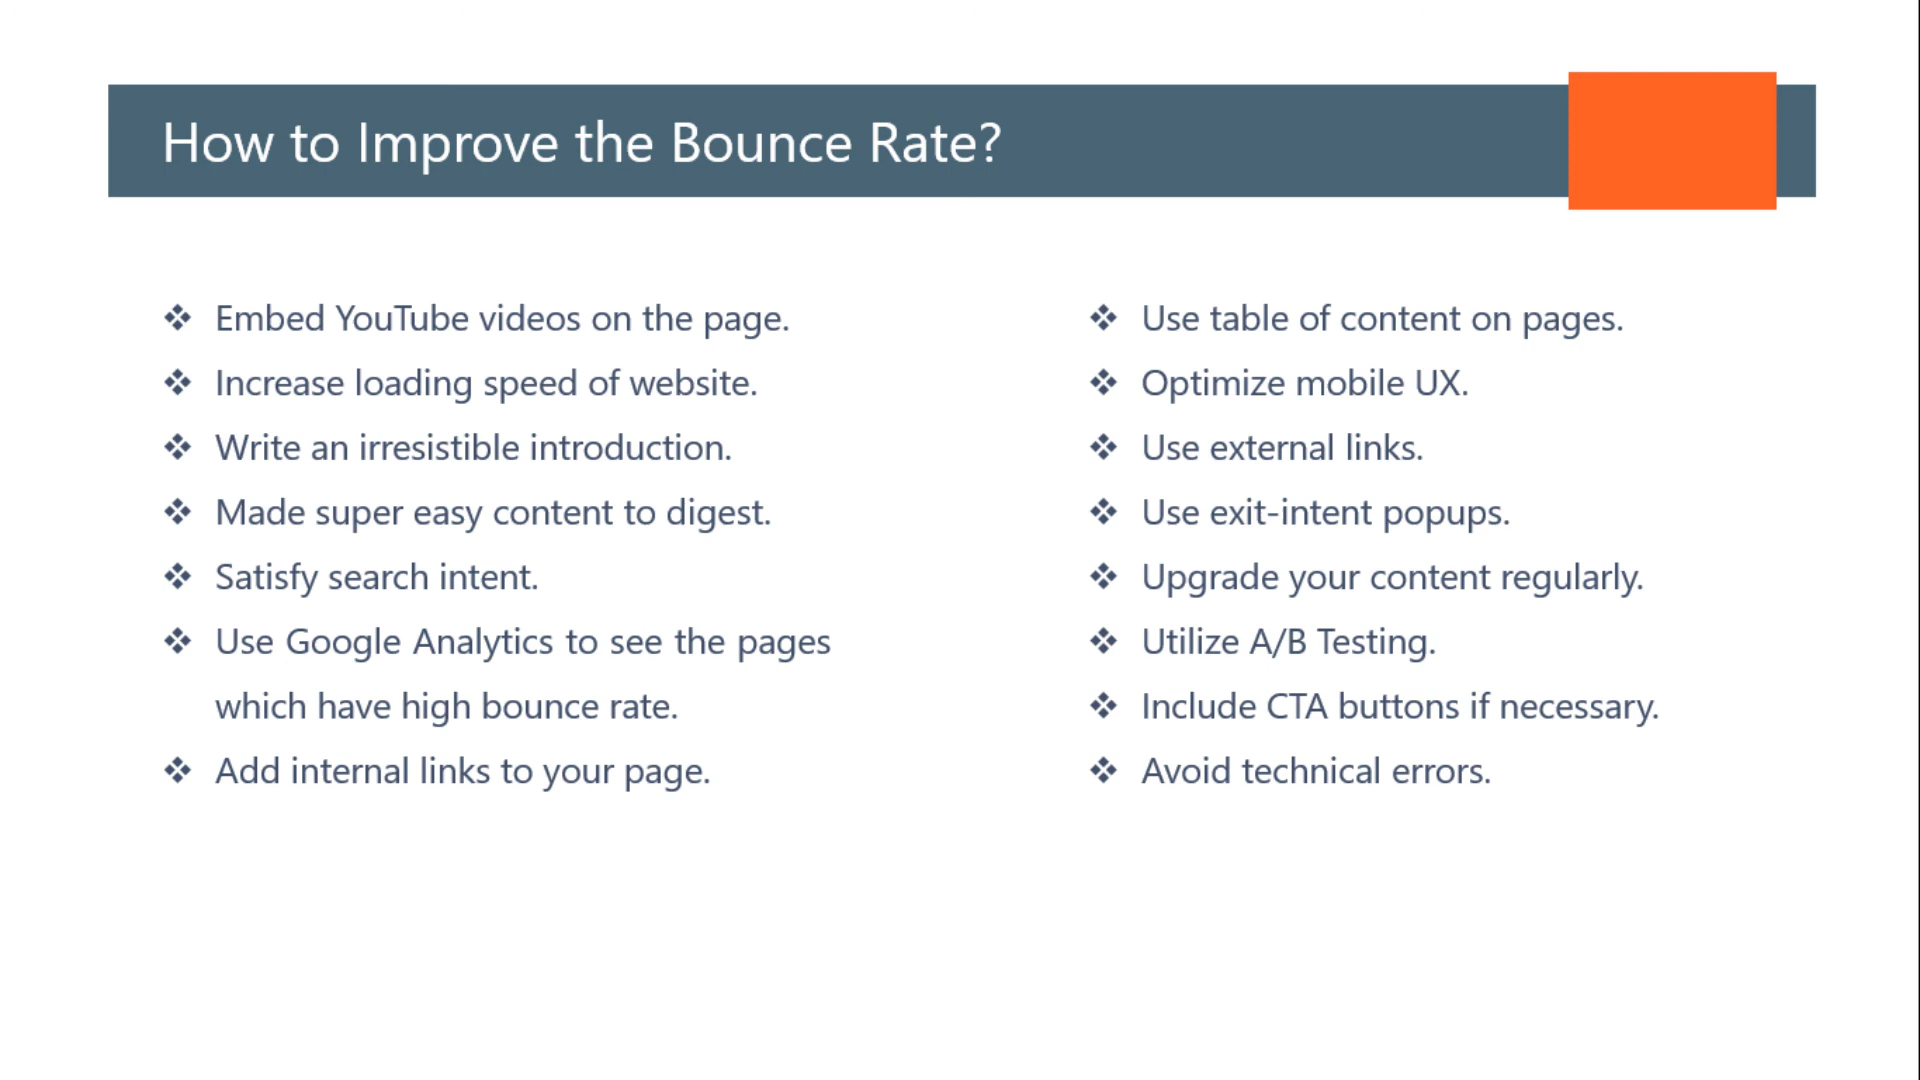 How to Improve the Bounce Rate?
❖ Embed YouTube videos on the page.
❖ Increase loading speed of website.
❖ Write an irresistible introduction.
❖ Made super easy content to digest.
❖ Satisfy search intent.
❖ Use Google Analytics to see the pages
which have high bounce rate.
❖ Add internal links to your page.
❖ Use table of content on pages.
❖ Optimize mobile UX.
❖ Use external links.
❖ Use exit-intent popups.
❖ Upgrade your content regularly.
❖ Utilize A/B Testing.
❖ Include CTA buttons if necessary.
❖ Avoid technical errors.